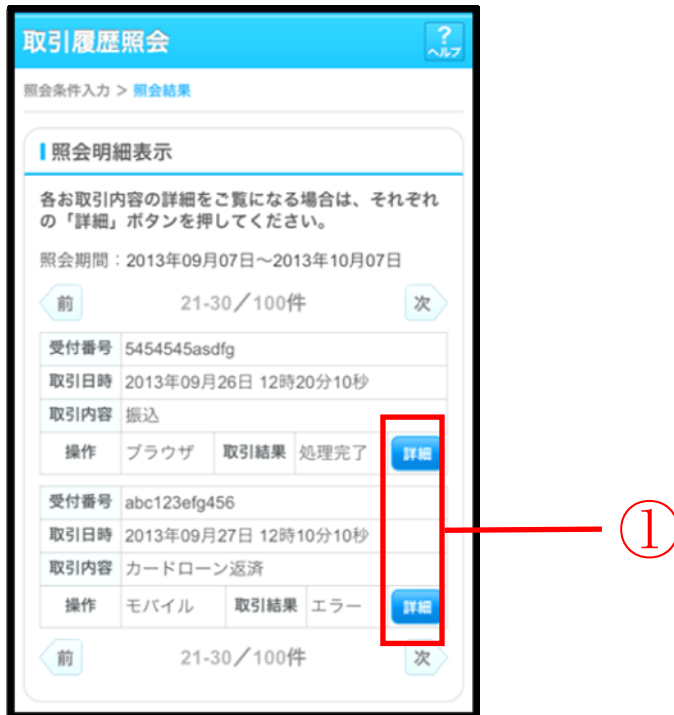 取引履歴照会
?
ヘルプ
照会条件入力 > 照会結果
照会明細表示
各お取引内容の詳細をご覧になる場合は、それぞれ
の「詳細」ボタンを押してください。
照会期間：2013年09月07日～2013年10月07日
前 21-30／100件 次
受付番号 5454545asdfg
取引日時 2013年09月26日 12時20分10秒
取引内容 振込
操作 ブラウザ 取引結果 処理完了 詳細
受付番号 abc123efg456
取引日時 2013年09月27日 12時10分10秒
取引内容 カードローン返済
操作 モバイル 取引結果 エラー 詳細
前 21-30／100件 次
①